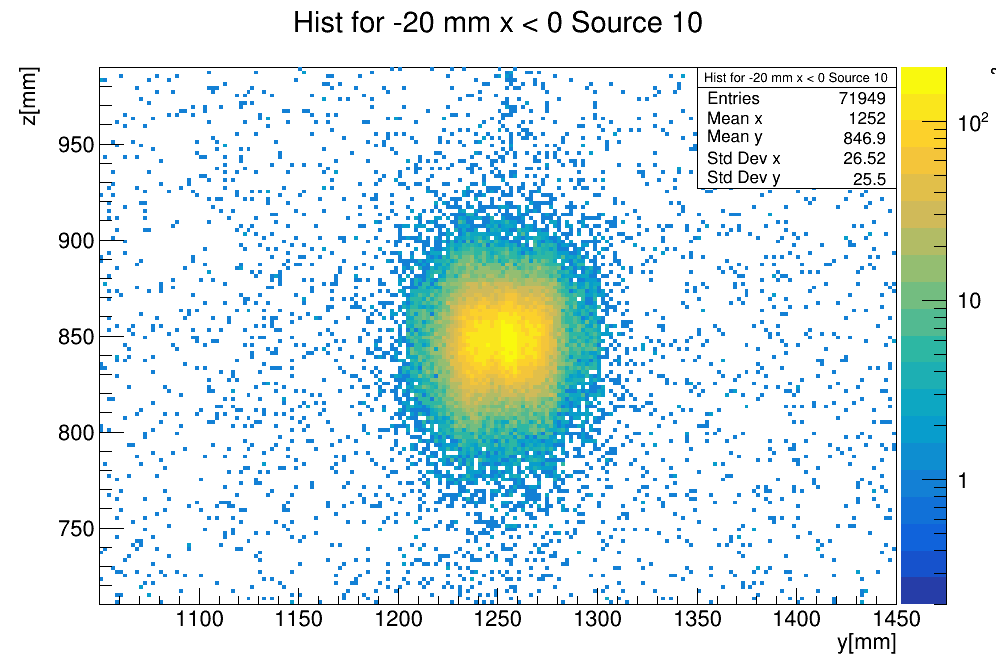 Hist for -20 mm x < 0 Source 10
z[mm]
Hist for -20 mm x < 0 Source 10
Entries 71949
Mean x 1252
Mean y 846.9
Std Dev x 26.52
Std Dev y 25.5
950
900
850
800
750
1100 1150 1200 1250 1300 1350 1400 1450
y[mm]
10²
10
1